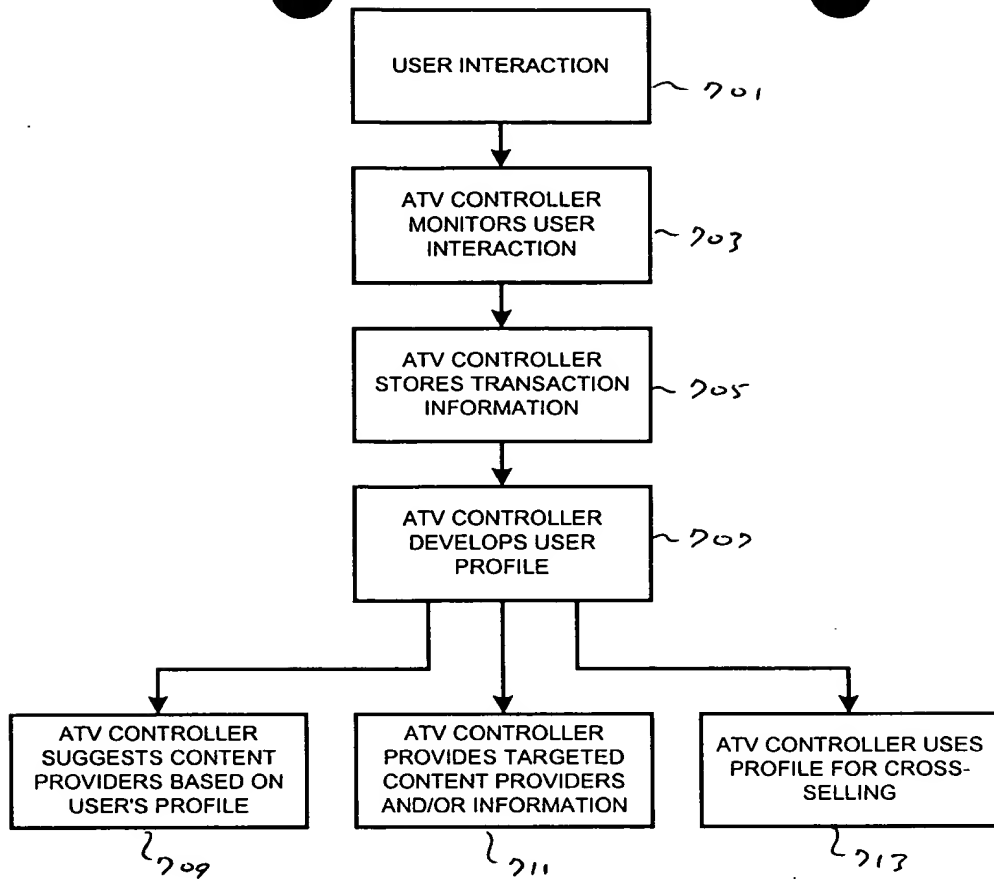 USER INTERACTION
701
ATV CONTROLLER
MONITORS USER
INTERACTION
703
ATV CONTROLLER
STORES TRANSACTION
INFORMATION
705
ATV CONTROLLER
DEVELOPS USER
PROFILE
707
ATV CONTROLLER
SUGGESTS CONTENT
PROVIDERS BASED ON
USER'S PROFILE
709
ATV CONTROLLER
PROVIDES TARGETED
CONTENT PROVIDERS
AND/OR INFORMATION
711
ATV CONTROLLER USES
PROFILE FOR CROSS-
SELLING
713